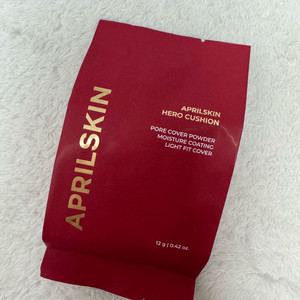 APRILSKIN
APRILSKIN
HERO CUSHION
PORE COVER POWDER
MOISTURE COATING
LIGHT FIT COVER
12 g | 0.42 oz.